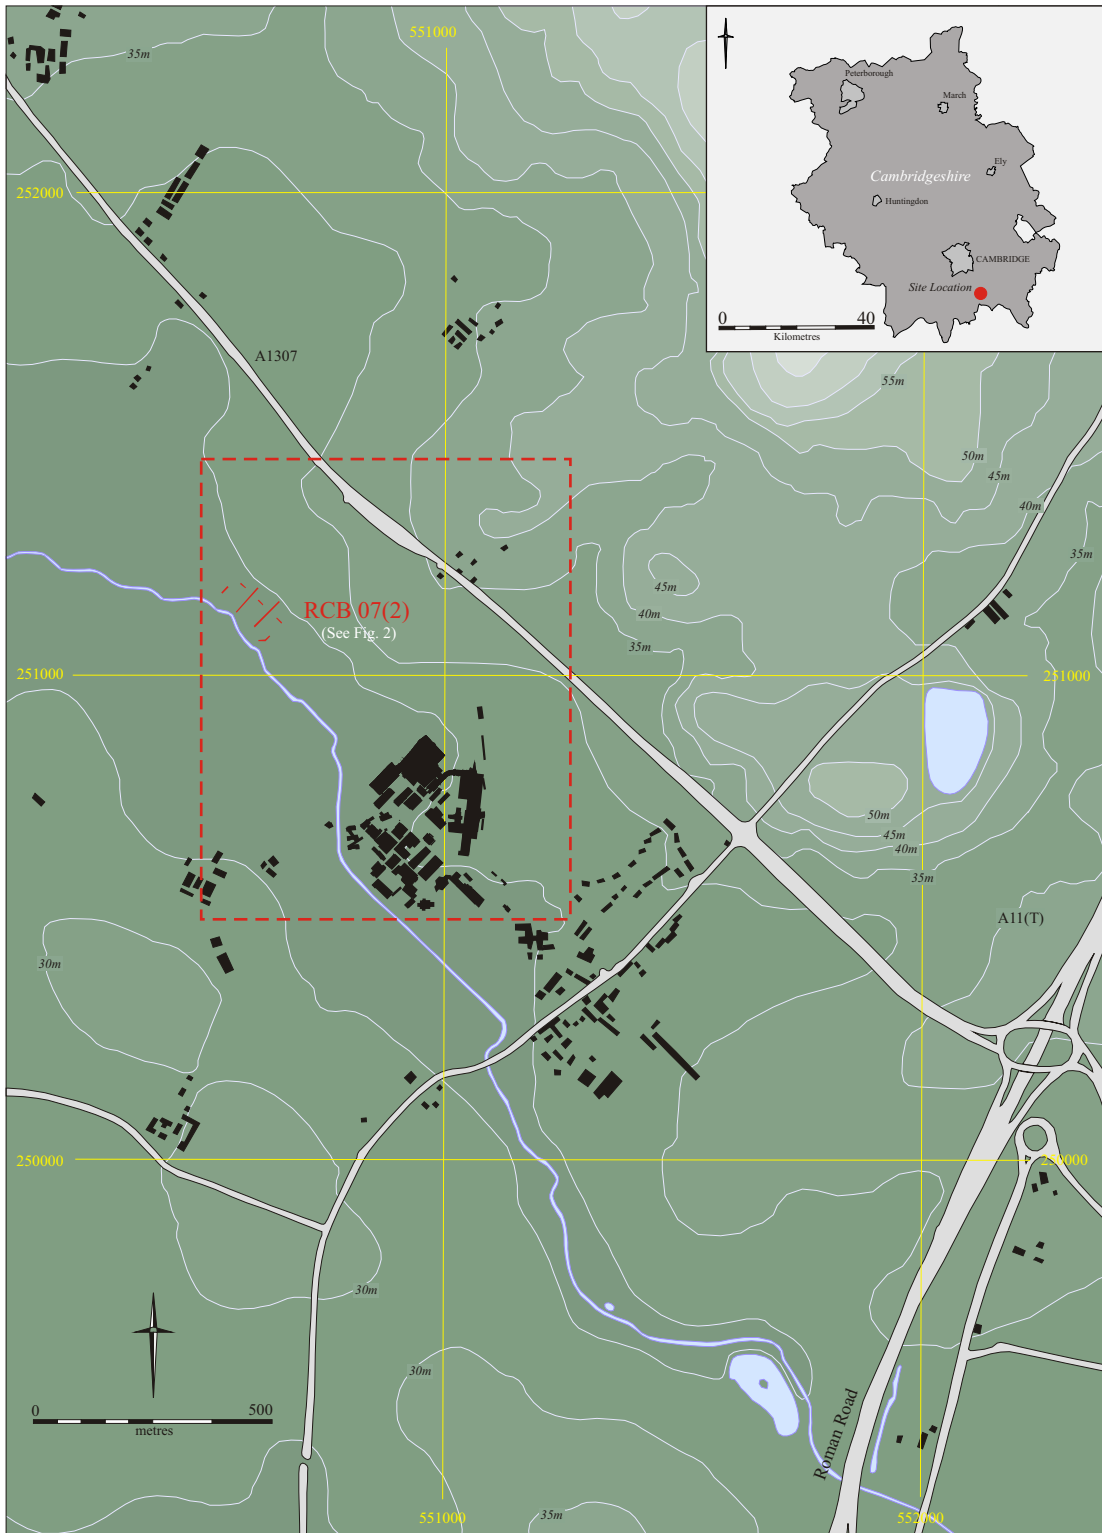 551000
35m
Peterborough
March
252000
Ely
Cambridgeshire
Huntingdon
CAMBRIDGE
Site Location
0 40
Kilometres
A1307
55m
50m
45m
40m
35m
45m
RCB 07(2)
(See Fig. 2)
40m
35m
251000
251000
50m
45m
40m
35m
A11(T)
30m
250000
250000
30m
30m
0 500
metres
Roman Road
35m
551000
552000